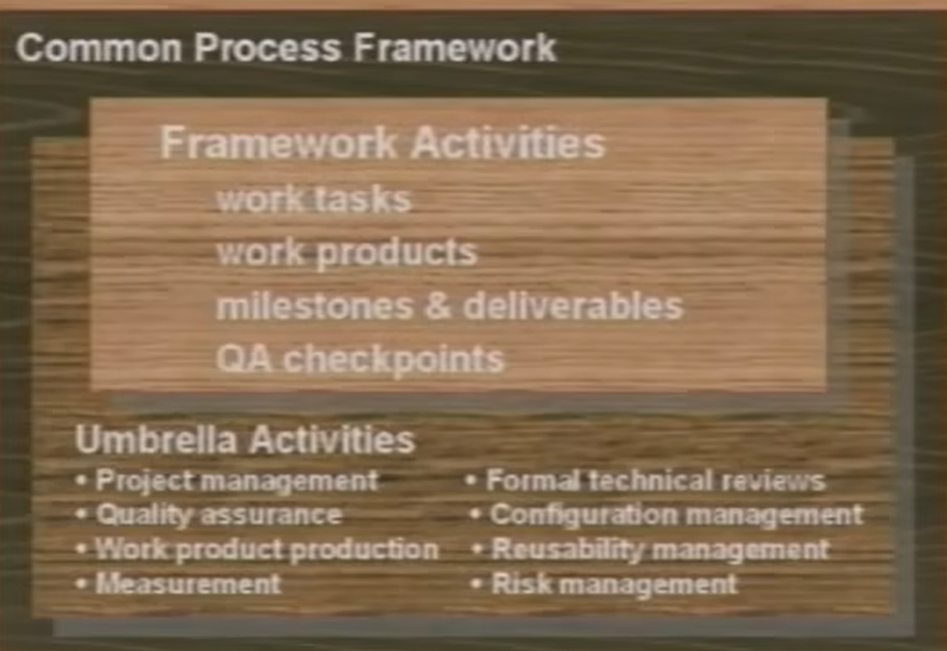 Common Process Framework
Framework Activities
work tasks
work products
milestones & deliverables
QA checkpoints
Umbrella Activities
• Project management
• Quality assurance
• Work product production
• Measurement
• Formal technical reviews
• Configuration management
• Reusability management
• Risk management